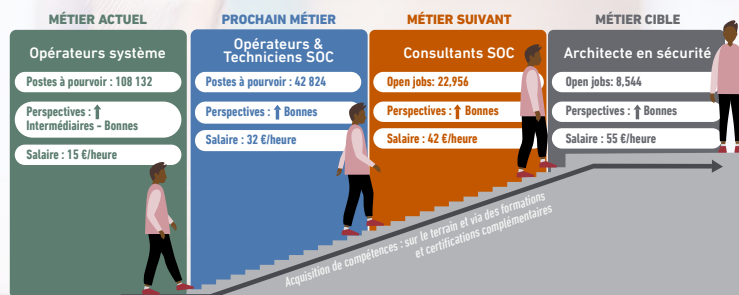 MÉTIER ACTUEL
Opérateurs système
Postes à pourvoir : 108 132
Perspectives : ⬆
Intermédiaires - Bonnes
Salaire : 15 €/heure
PROCHAIN MÉTIER
Opérateurs &
Techniciens SOC
Postes à pourvoir : 42 824
Perspectives : ⬆ Bonnes
Salaire : 32 €/heure
MÉTIER SUIVANT
Consultants SOC
Open jobs: 22,956
Perspectives : ⬆ Bonnes
Salaire : 42 €/heure
MÉTIER CIBLE
Architecte en sécurité
Open jobs: 8,544
Perspectives : ⬆ Bonnes
Salaire : 55 €/heure
Acquisition de compétences : sur le terrain et via des formations
et certifications complémentaires